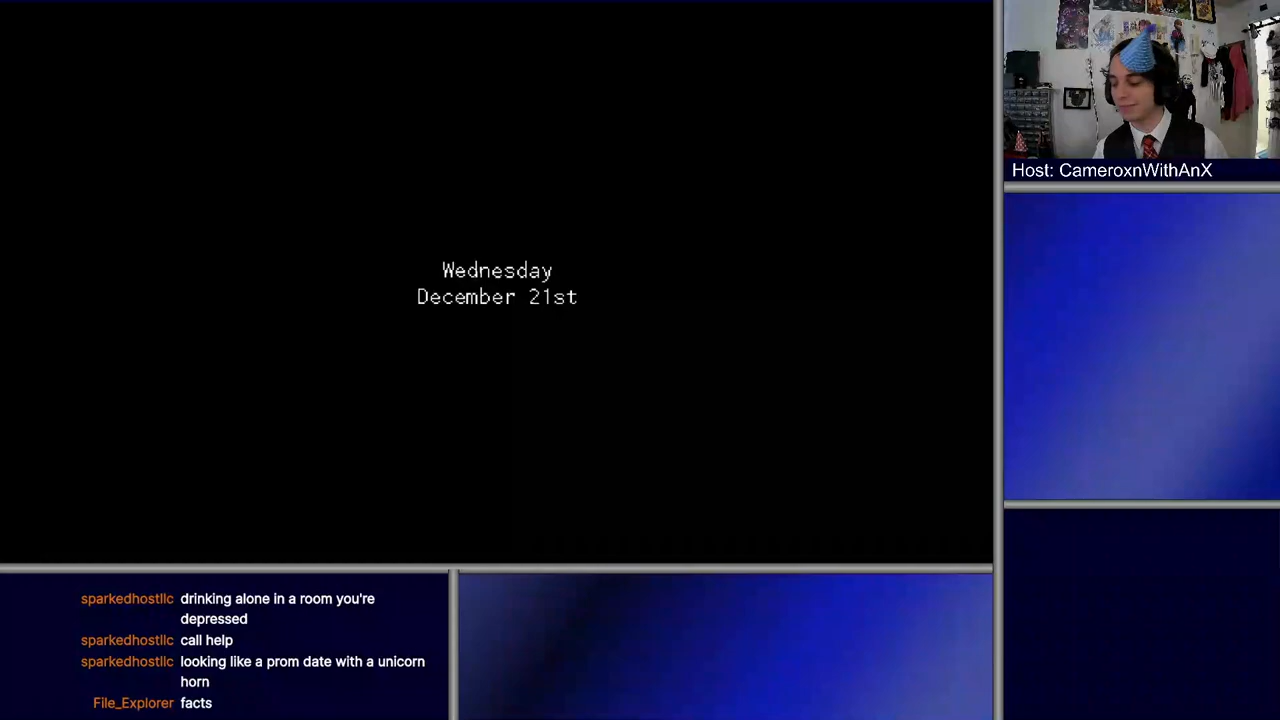 Wednesday
December 21st
Host: CameroxnWithAnX
sparkedhostllc drinking alone in a room you're
depressed
sparkedhostllc call help
sparkedhostllc looking like a prom date with a unicorn
horn
File_Explorer facts